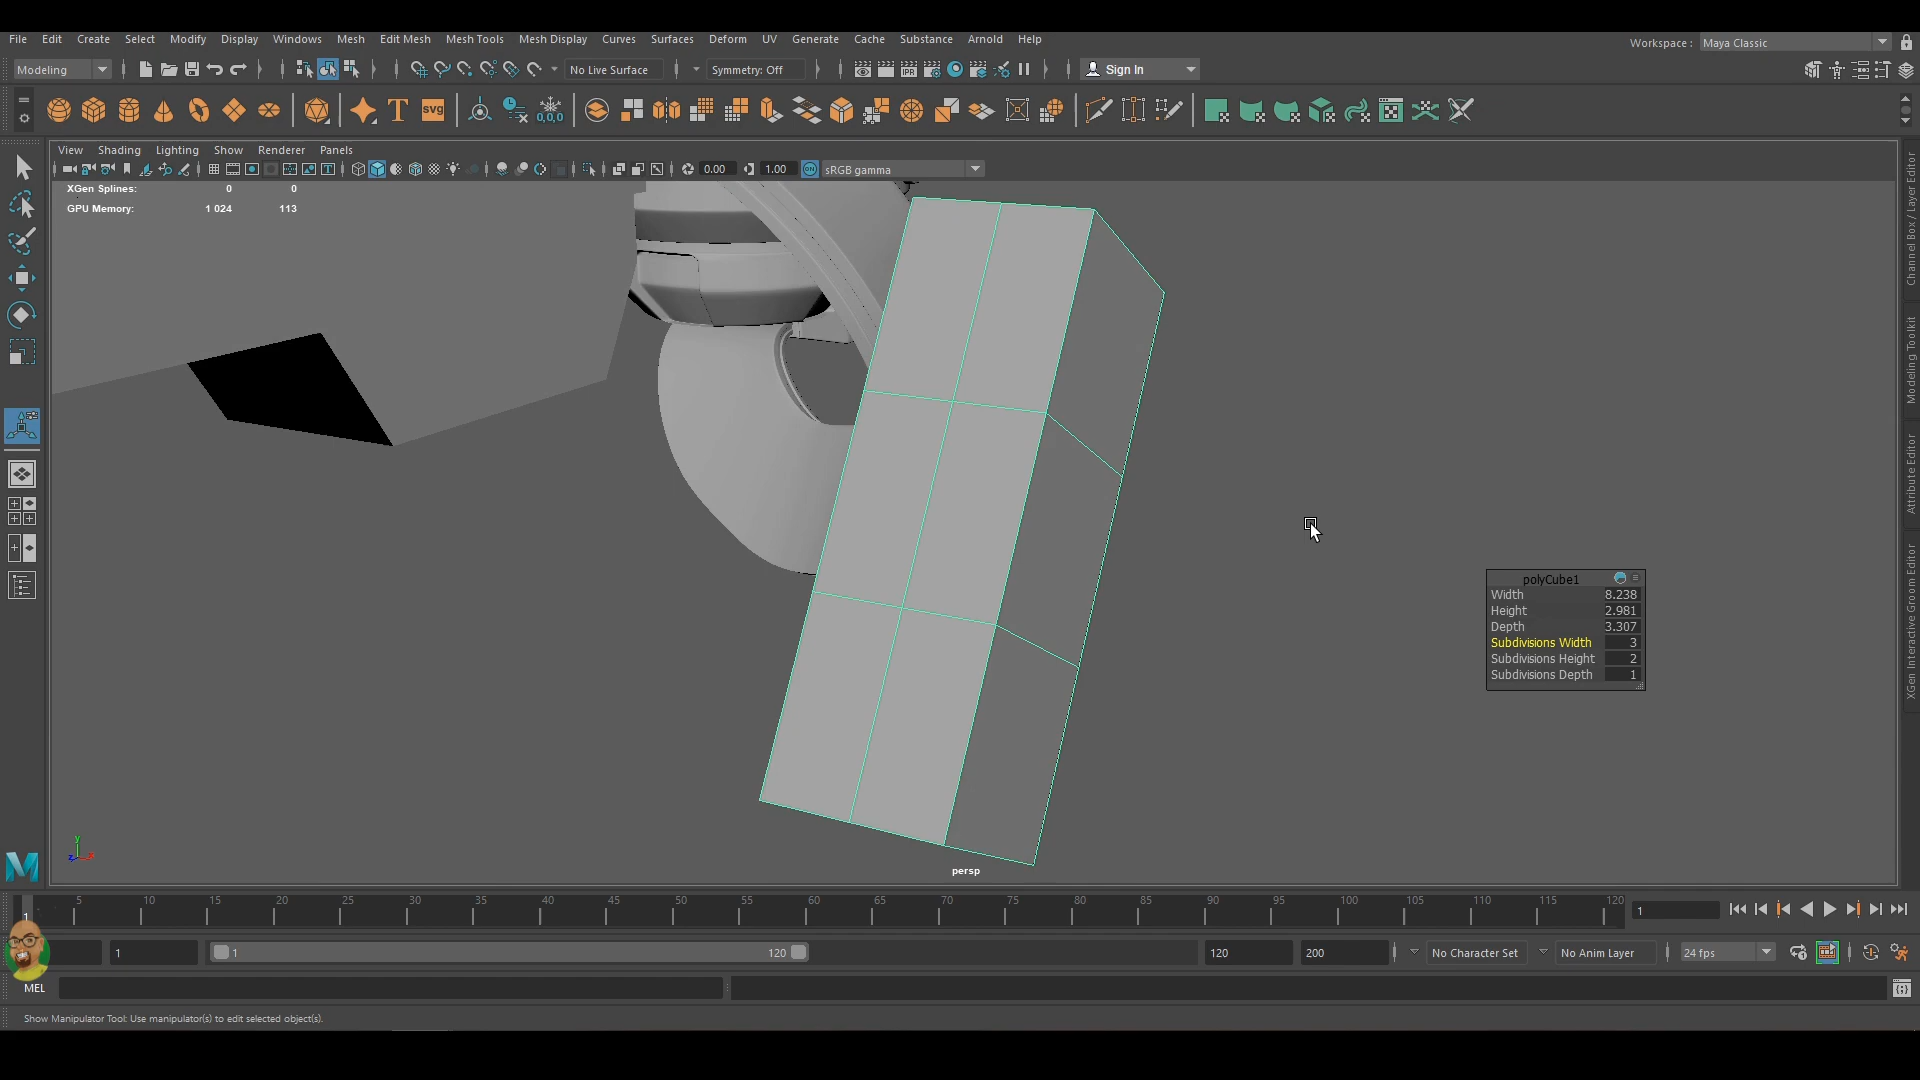 File Edit Create Select Modify Display Windows Mesh Edit Mesh Mesh Tools Mesh Display Curves Surfaces Deform UV Generate Cache Substance Arnold Help
Workspace : Maya Classic
Modeling No Live Surface Symmetry: Off Sign In
IPR
T svg 0,0,0
View Shading Lighting Show Renderer Panels
0.00 1.00 ON sRGB gamma
XGen Splines: 0 0
GPU Memory: 1 024 113
Channel Box / Layer Editor
Modeling Toolkit
Attribute Editor
XGen Interactive Groom Editor
polyCube1
Width 8.238
Height 2.981
Depth 3.307
Subdivisions Width 3
Subdivisions Height 2
Subdivisions Depth 1
y
z x
persp
M
1 5 10 15 20 25 30 35 40 45 50 55 60 65 70 75 80 85 90 95 100 105 110 115 120 1
1 1 120 120 200 No Character Set No Anim Layer 24 fps
MEL
Show Manipulator Tool: Use manipulator(s) to edit selected object(s).